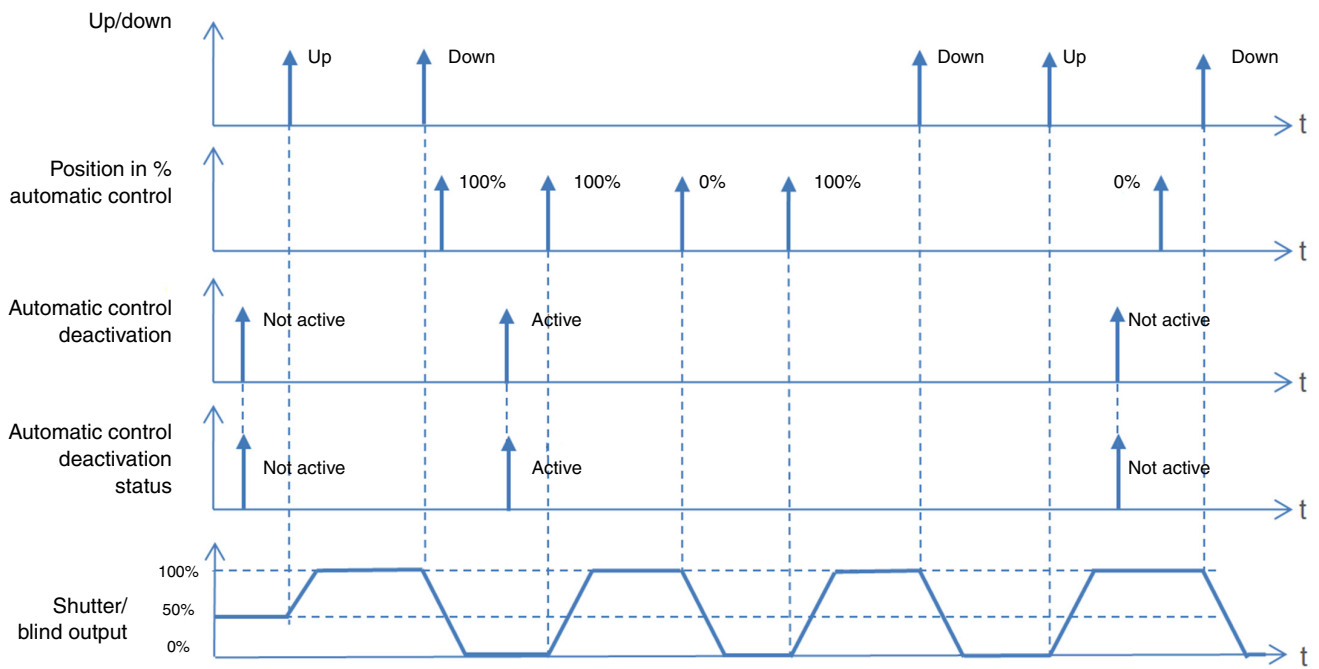 Up/down
Up
Down
Down
Up
Down
t
Position in %
automatic control
100%
100%
0%
100%
0%
t
Automatic control
deactivation
Not active
Active
Not active
t
Automatic control
deactivation
status
Not active
Active
Not active
t
Shutter/
blind output
100%
50%
0%
t